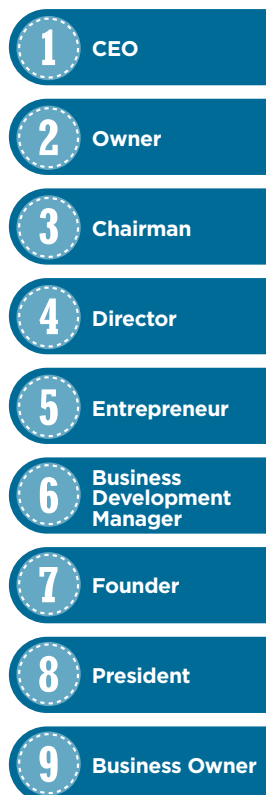 1 CEO
2 Owner
3 Chairman
4 Director
5 Entrepreneur
6 Business
Development
Manager
7 Founder
8 President
9 Business Owner